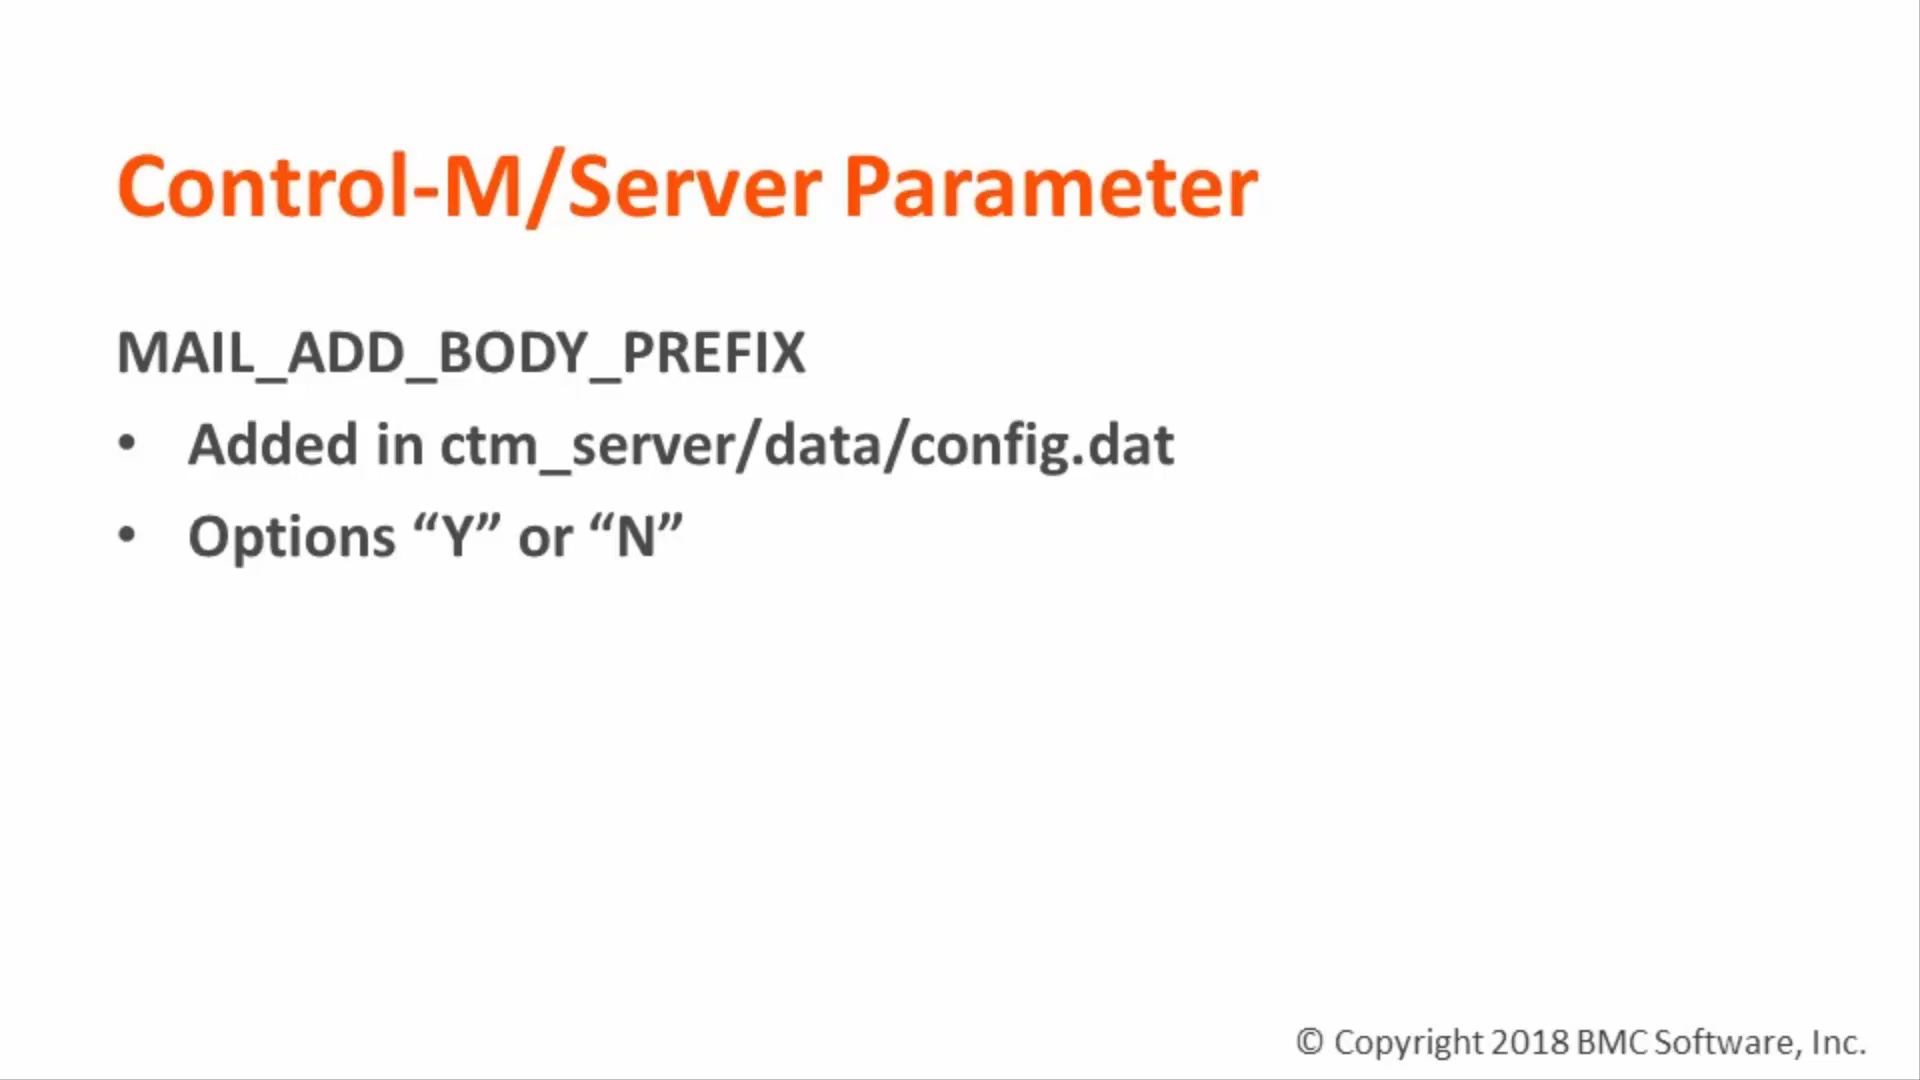 Control-M/Server Parameter
MAIL_ADD_BODY_PREFIX
• Added in ctm_server/data/config.dat
• Options “Y” or “N”
© Copyright 2018 BMC Software, Inc.